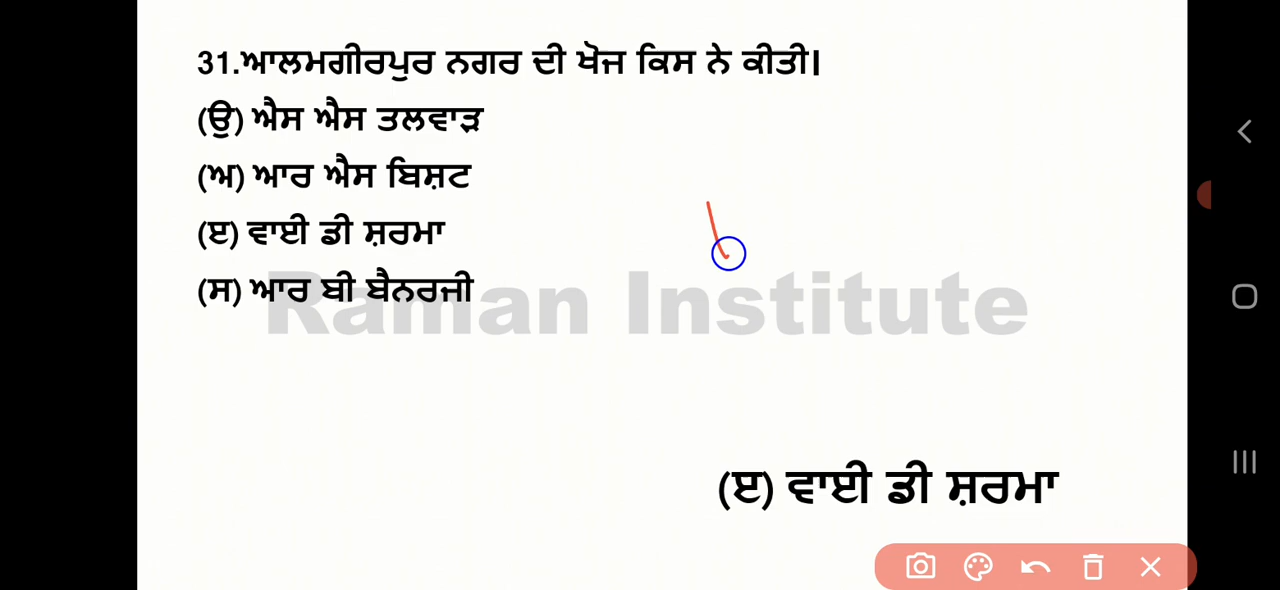 31.ਆਲਮਗੀਰਪੁਰ ਨਗਰ ਦੀ ਖੋਜ ਕਿਸ ਨੇ ਕੀਤੀ।
(ੳ) ਐਸ ਐਸ ਤਲਵਾੜ
(ਅ) ਆਰ ਐਸ ਬਿਸ਼ਟ
(ੲ) ਵਾਈ ਡੀ ਸ਼ਰਮਾ
(ਸ) ਆਰ ਬੀ ਬੈਨਰਜੀ
Raman Institute
(ੲ) ਵਾਈ ਡੀ ਸ਼ਰਮਾ